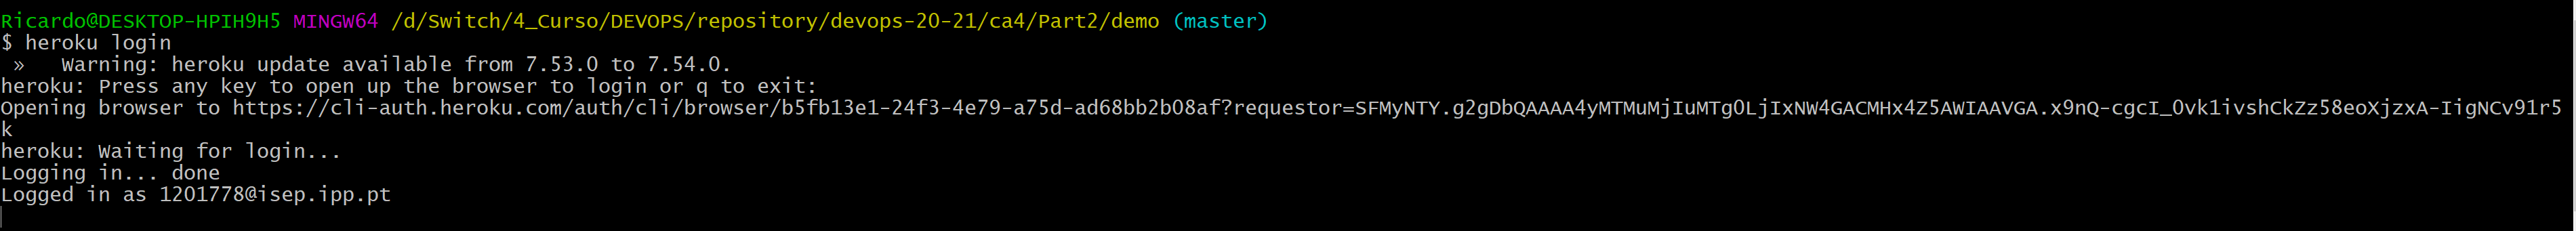 Ricardo@DESKTOP-HPIH9H5 MINGW64 /d/Switch/4_Curso/DEVOPS/repository/devops-20-21/ca4/Part2/demo (master)
$ heroku login
 »   Warning: heroku update available from 7.53.0 to 7.54.0.
heroku: Press any key to open up the browser to login or q to exit:
Opening browser to https://cli-auth.heroku.com/auth/cli/browser/b5fb13e1-24f3-4e79-a75d-ad68bb2b08af?requestor=SFMyNTY.g2gDbQAAAA4yMTMuMjIuMTg0LjIxNW4GACMHx4Z5AWIAAVGA.x9nQ-cgcI_0vk1ivshCkZz58eoXjzxA-IigNCv91r5
k
heroku: Waiting for login...
Logging in... done
Logged in as 1201778@isep.ipp.pt